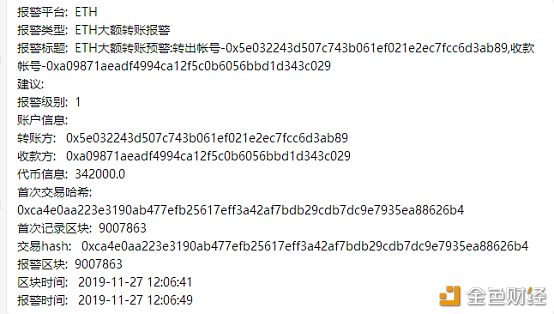 报警平台: ETH
报警类型: ETH大额转账报警
报警标题: ETH大额转账预警:转出帐号-0x5e032243d507c743b061ef021e2ec7fcc6d3ab89,收款
帐号-0xa09871aeadf4994ca12f5c0b6056bbd1d343c029
建议:
报警级别: 1
账户信息:
转账方: 0x5e032243d507c743b061ef021e2ec7fcc6d3ab89
收款方: 0xa09871aeadf4994ca12f5c0b6056bbd1d343c029
代币信息: 342000.0
首次交易哈希:
0xca4e0aa223e3190ab477efb25617eff3a42af7bdb29cdb7dc9e7935ea88626b4
首次记录区块: 9007863
交易hash: 0xca4e0aa223e3190ab477efb25617eff3a42af7bdb29cdb7dc9e7935ea88626b4
报警区块: 9007863
区块时间: 2019-11-27 12:06:41
报警时间: 2019-11-27 12:06:49
金色财经